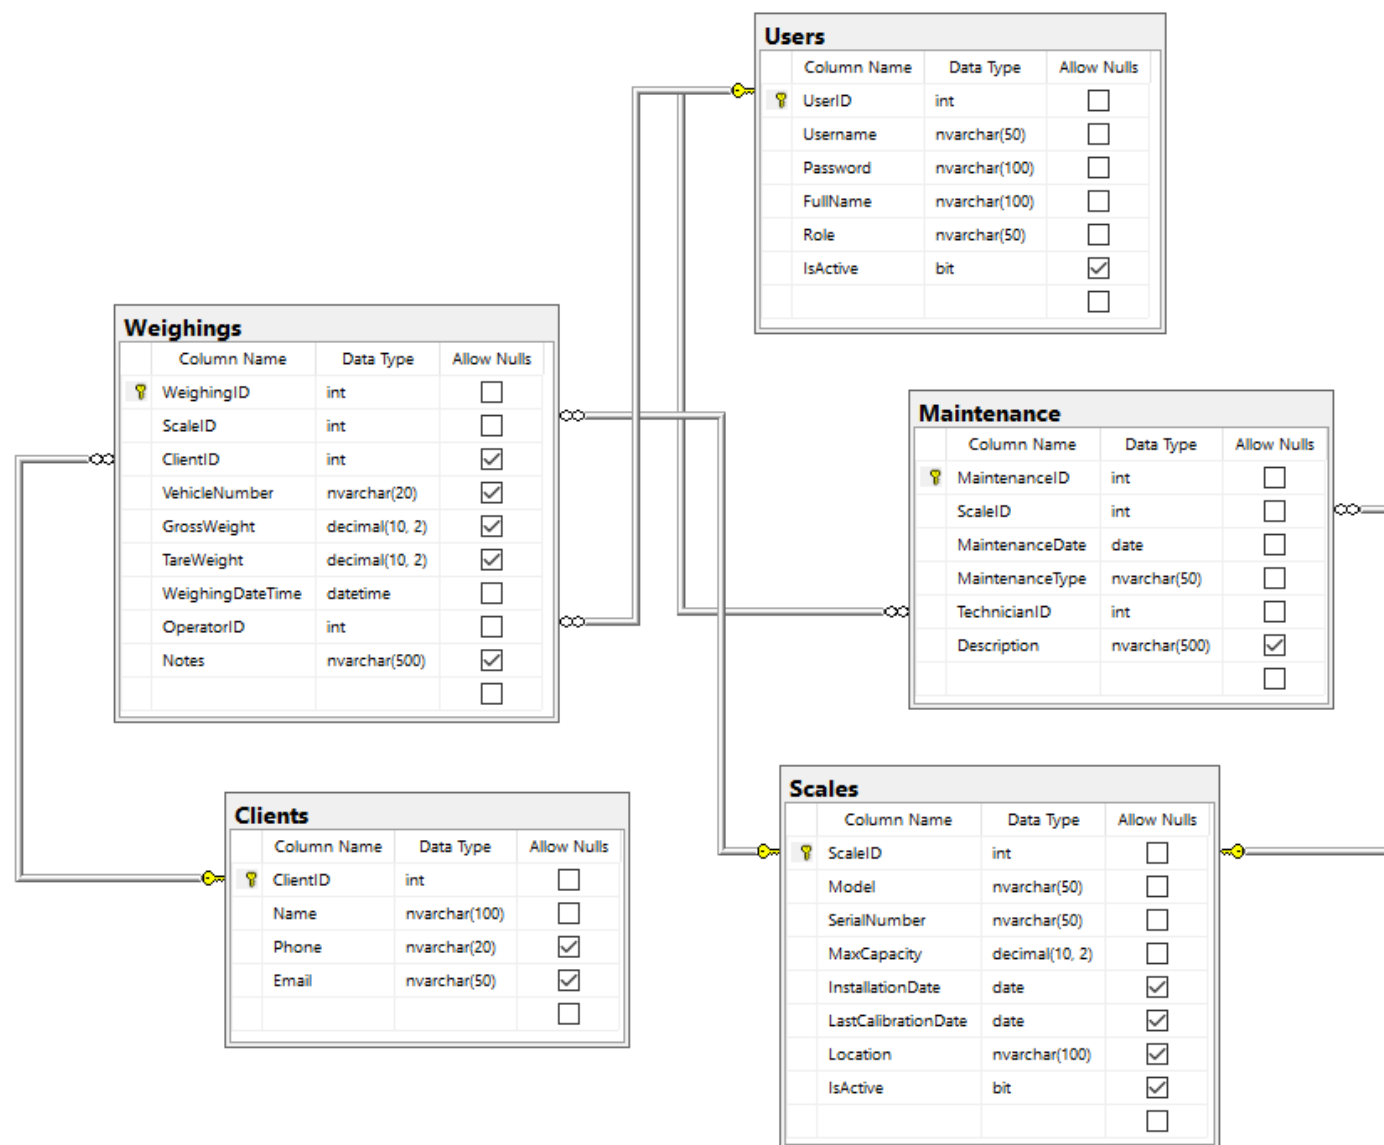 Users
Column Name Data Type Allow Nulls
UserID int
Username nvarchar(50)
Password nvarchar(100)
FullName nvarchar(100)
Role nvarchar(50)
IsActive bit
Weighings
Column Name Data Type Allow Nulls
WeighingID int
ScaleID int
ClientID int
VehicleNumber nvarchar(20)
GrossWeight decimal(10, 2)
TareWeight decimal(10, 2)
WeighingDateTime datetime
OperatorID int
Notes nvarchar(500)
Maintenance
Column Name Data Type Allow Nulls
MaintenanceID int
ScaleID int
MaintenanceDate date
MaintenanceType nvarchar(50)
TechnicianID int
Description nvarchar(500)
Clients
Column Name Data Type Allow Nulls
ClientID int
Name nvarchar(100)
Phone nvarchar(20)
Email nvarchar(50)
Scales
Column Name Data Type Allow Nulls
ScaleID int
Model nvarchar(50)
SerialNumber nvarchar(50)
MaxCapacity decimal(10, 2)
InstallationDate date
LastCalibrationDate date
Location nvarchar(100)
IsActive bit